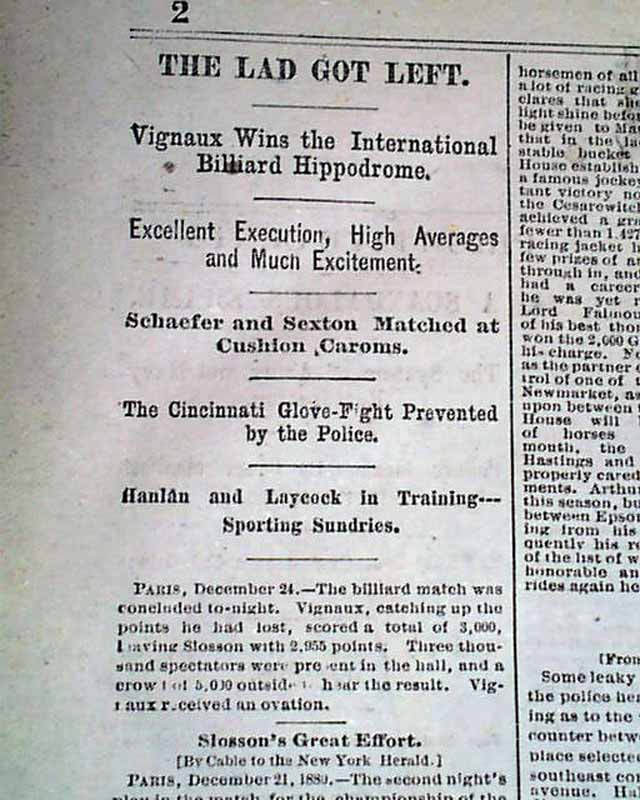 2
THE LAD GOT LEFT.
Vignaux Wins the International
Billiard Hippodrome.
Excellent Execution, High Averages
and Much Excitement.
Schaefer and Sexton Matched at
Cushion Caroms.
The Cincinnati Glove-Fight Prevented
by the Police.
Hanlan and Laycock in Training---
Sporting Sundries.
PARIS, December 24.—The billiard match was
concluded to-night. Vignaux, catching up the
points he had lost, scored a total of 3,000,
leaving Slosson with 2,955 points. Three thou-
sand spectators were present in the hall, and a
crowd of 5,000 outside to hear the result. Vig-
naux received an ovation.
Slosson's Great Effort.
[By Cable to the New York Herald.]
PARIS, December 21, 1880.—The second night's
play in the match for the championship of the
horsemen of all
a lot of racing
clares that
light shine
be given to
that in the
stable bucket
House
a famous jockey
tant victory
the Cesarewitch
achieved a
fewer than 1,427
racing jacket
few prizes of
through in, and
had a career
he was yet
Lord
of his best
won the 2,000
his charge.
as the partner
trol of one of
Newmarket,
upon between
House will
of horses
mouth, the
Hastings and
properly cared
ments.
this season,
between
ing from his
quently his
of the list of
honorable
rides again
[From
Some leaky
the police
ing as to the
counter between
place selected
southeast
avenue.